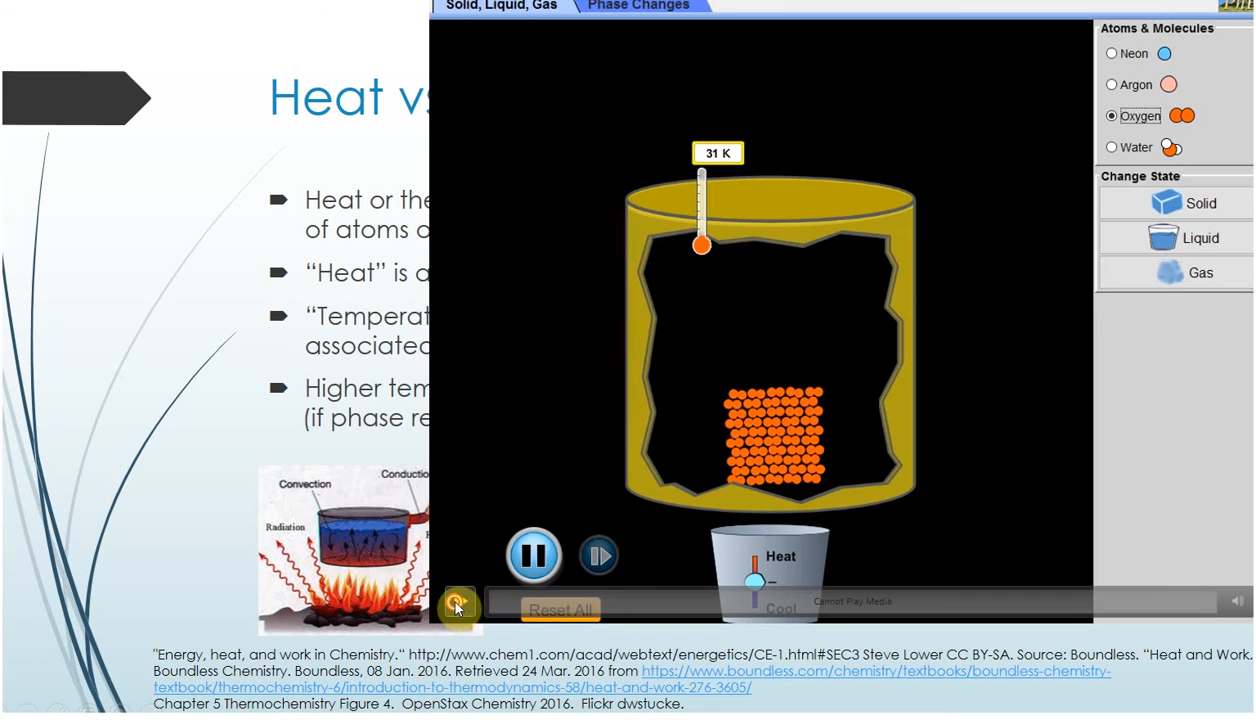 Solid, Liquid, Gas
Phase Changes
Atoms & Molecules
Neon
Argon
Oxygen
Water
Change State
Solid
Liquid
Gas
31 K
Heat
Cool
Reset All
Cannot Play Media
Heat vs
Heat or the
of atoms o
"Heat" is a
"Temperat
associated
Higher tem
(if phase re
Convection
Conducti
Radiation
"Energy, heat, and work in Chemistry." http://www.chem1.com/acad/webtext/energetics/CE-1.html#SEC3 Steve Lower CC BY-SA. Source: Boundless. "Heat and Work.
Boundless Chemistry. Boundless, 08 Jan. 2016. Retrieved 24 Mar. 2016 from https://www.boundless.com/chemistry/textbooks/boundless-chemistry-
textbook/thermochemistry-6/introduction-to-thermodynamics-58/heat-and-work-276-3605/
Chapter 5 Thermochemistry Figure 4. OpenStax Chemistry 2016. Flickr dwstucke.